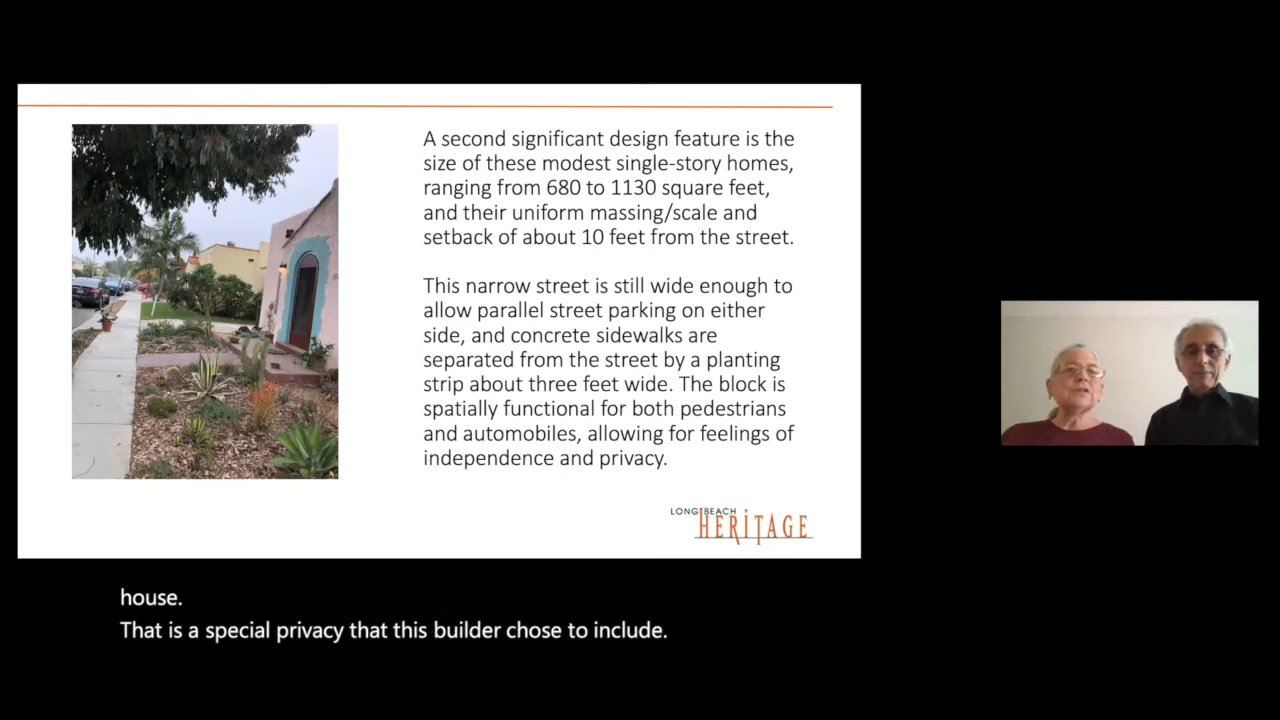 A second significant design feature is the
size of these modest single-story homes,
ranging from 680 to 1130 square feet,
and their uniform massing/scale and
setback of about 10 feet from the street.
This narrow street is still wide enough to
allow parallel street parking on either
side, and concrete sidewalks are
separated from the street by a planting
strip about three feet wide. The block is
spatially functional for both pedestrians
and automobiles, allowing for feelings of
independence and privacy.
LONG BEACH
HERITAGE
house.
That is a special privacy that this builder chose to include.